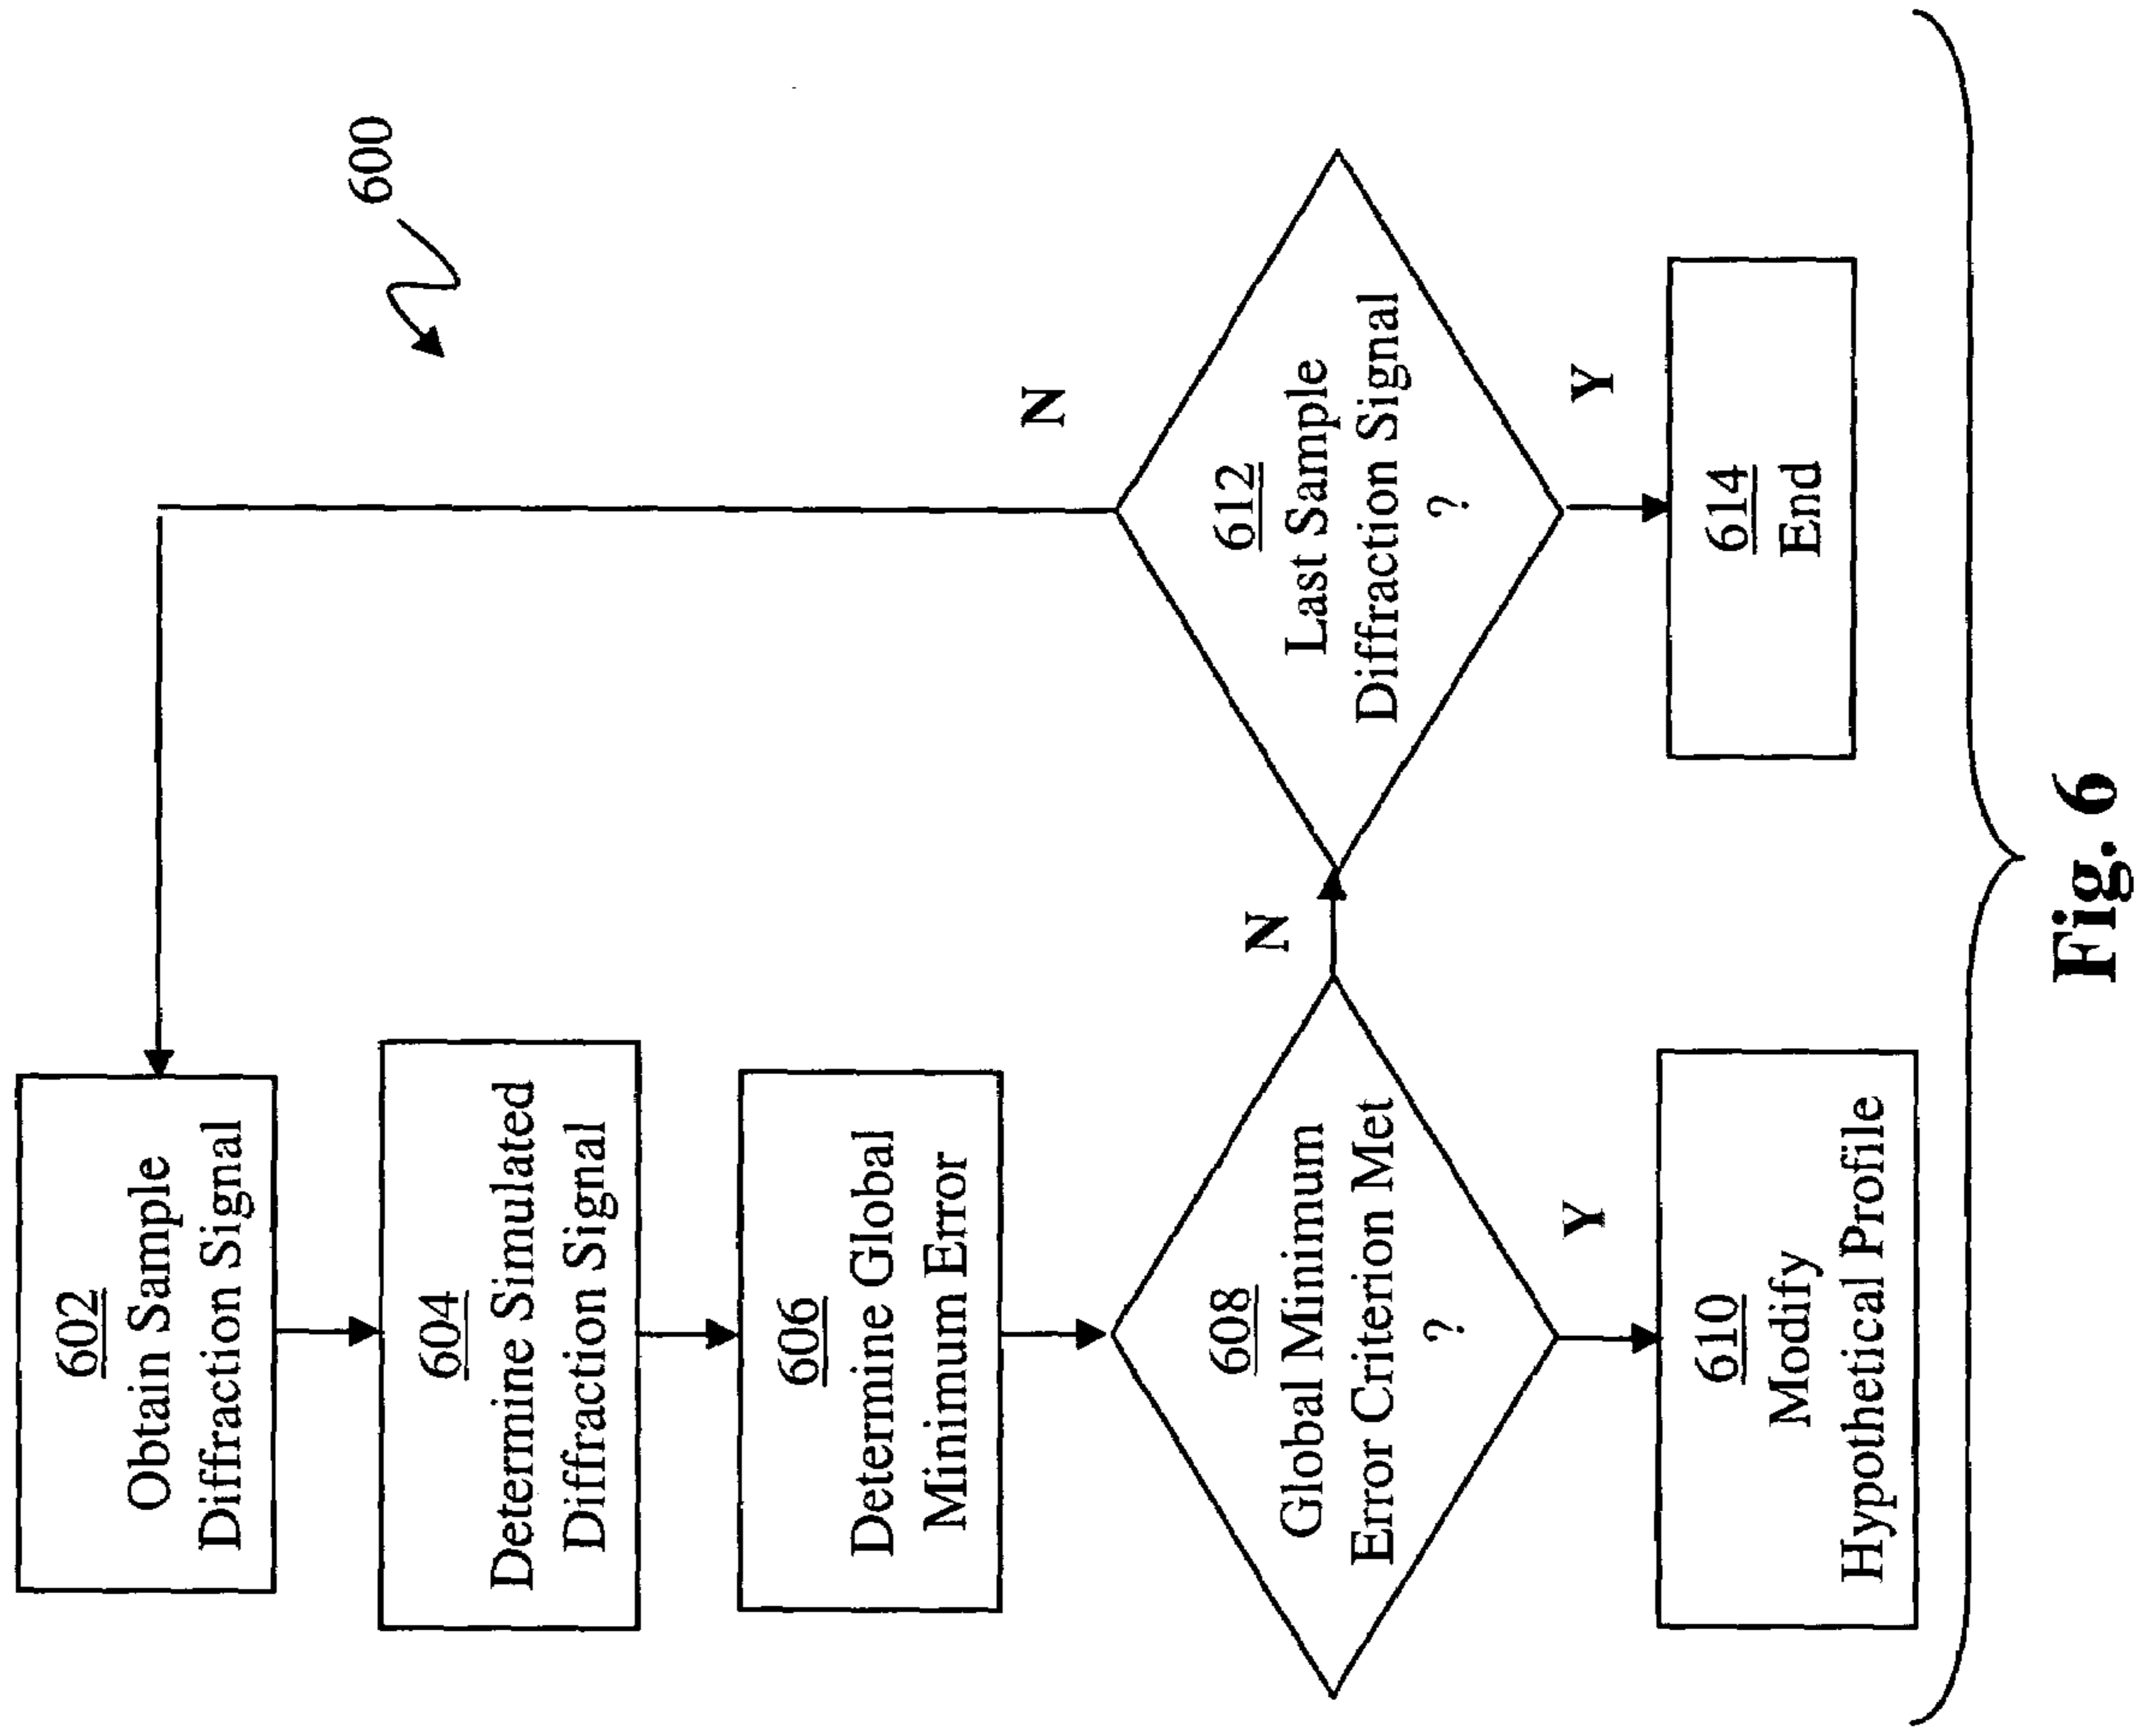 600
602
Obtain Sample
Diffraction Signal
604
Determine Simulated
Diffraction Signal
606
Determine Global
Minimum Error
608
Global Minimum
Error Criterion Met
?
N
Y
610
Modify
Hypothetical Profile
612
Last Sample
Diffraction Signal
?
N
Y
614
End
Fig. 6